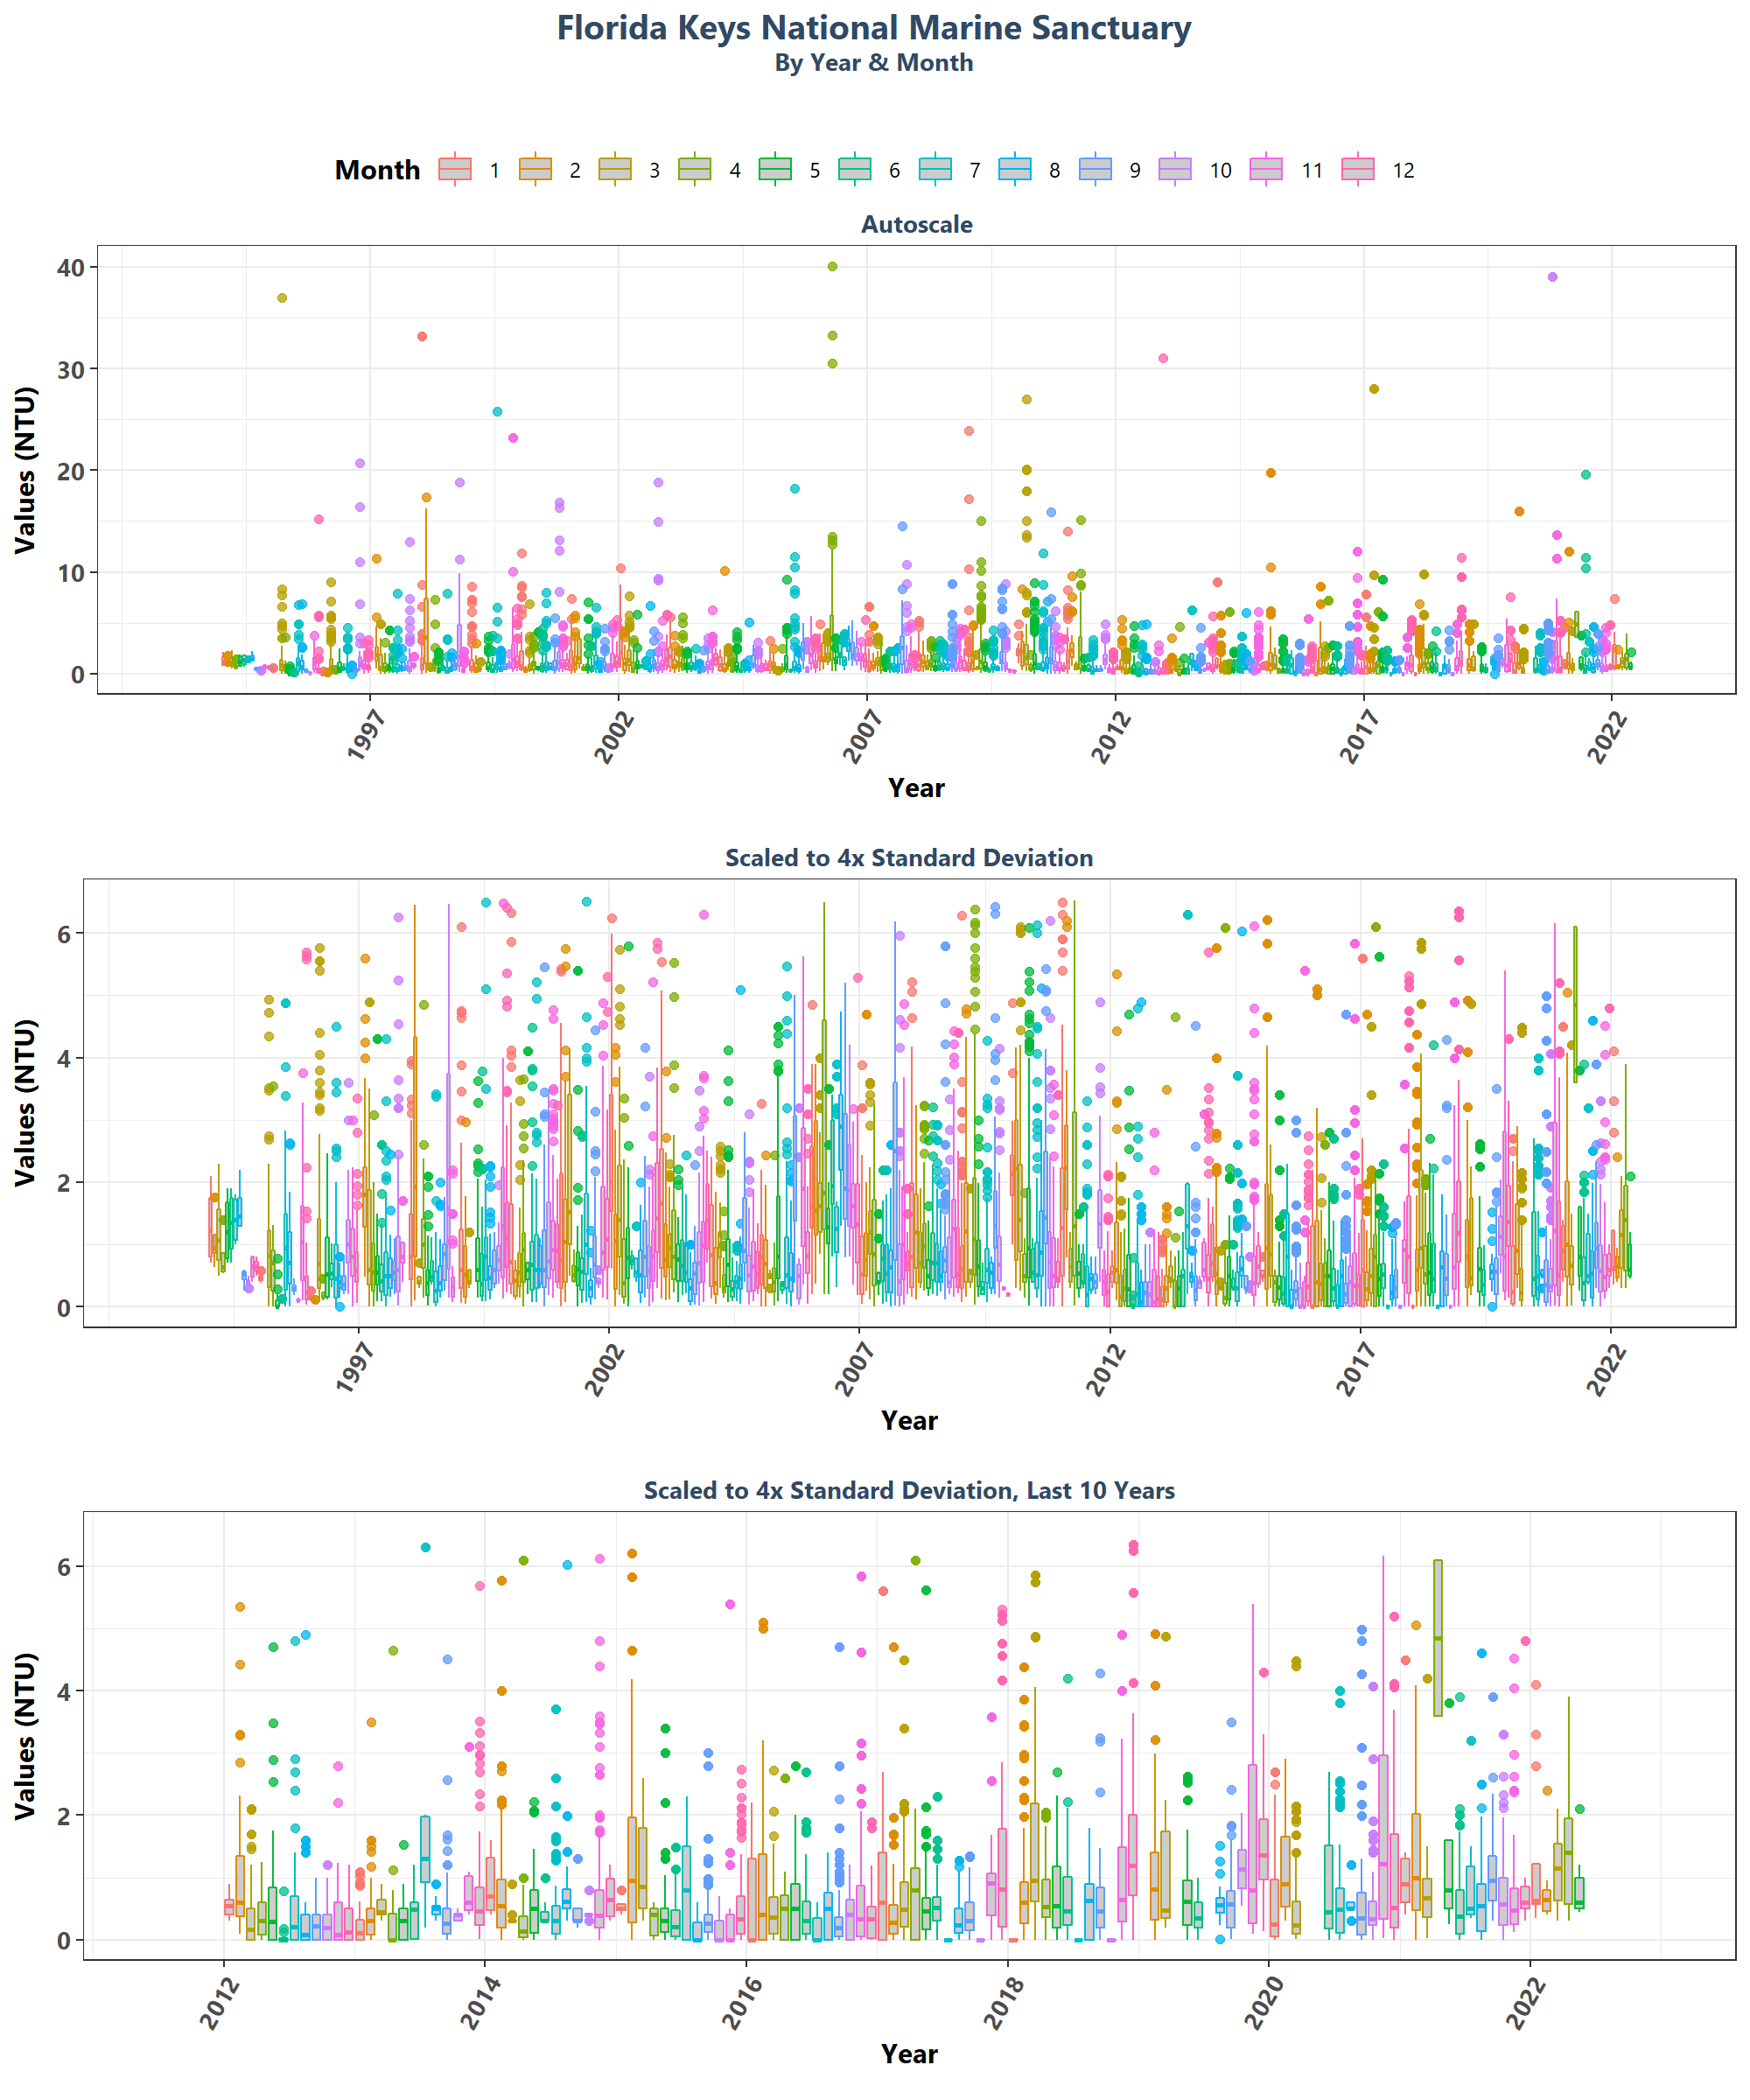 Florida Keys National Marine Sanctuary
By Year & Month
Month 1 2 3 4 5 6 7 8 9 10 11 12
Autoscale
Values (NTU)
40
30
20
10
0
1997 2002 2007 2012 2017 2022
Year
Scaled to 4x Standard Deviation
Values (NTU)
6
4
2
0
1997 2002 2007 2012 2017 2022
Year
Scaled to 4x Standard Deviation, Last 10 Years
Values (NTU)
6
4
2
0
2012 2014 2016 2018 2020 2022
Year